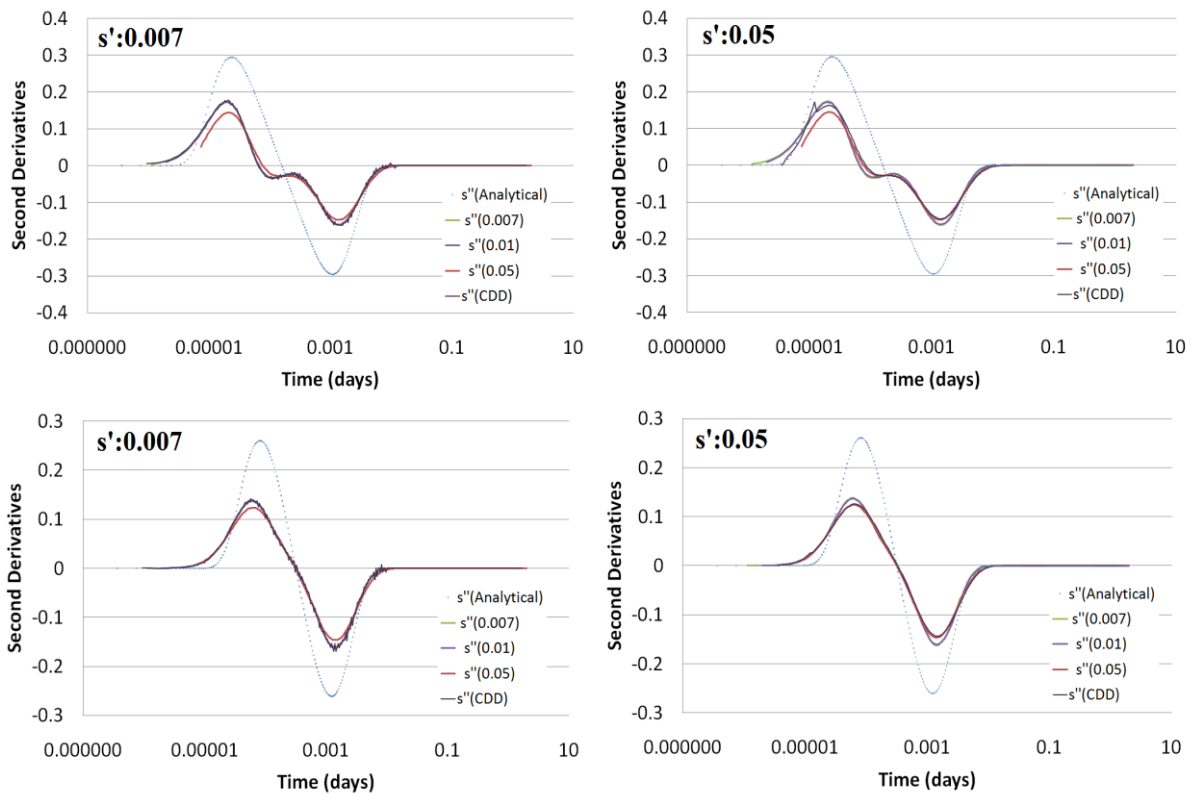 s':0.007
0.4
0.3
0.2
0.1
0
-0.1
-0.2
-0.3
-0.4
Second Derivatives
s"(Analytical)
s"(0.007)
s"(0.01)
s"(0.05)
s"(CDD)
0.000000
0.00001
0.001
0.1
10
Time (days)
s':0.05
0.4
0.3
0.2
0.1
0
-0.1
-0.2
-0.3
-0.4
Second Derivatives
s"(Analytical)
s"(0.007)
s"(0.01)
s"(0.05)
s"(CDD)
0.000000
0.00001
0.001
0.1
10
Time (days)
s':0.007
0.3
0.2
0.1
0
-0.1
-0.2
-0.3
Second Derivatives
s"(Analytical)
s"(0.007)
s"(0.01)
s"(0.05)
s"(CDD)
0.000000
0.00001
0.001
0.1
10
Time (days)
s':0.05
0.3
0.2
0.1
0
-0.1
-0.2
-0.3
Second Derivatives
s"(Analytical)
s"(0.007)
s"(0.01)
s"(0.05)
s"(CDD)
0.000000
0.00001
0.001
0.1
10
Time (days)